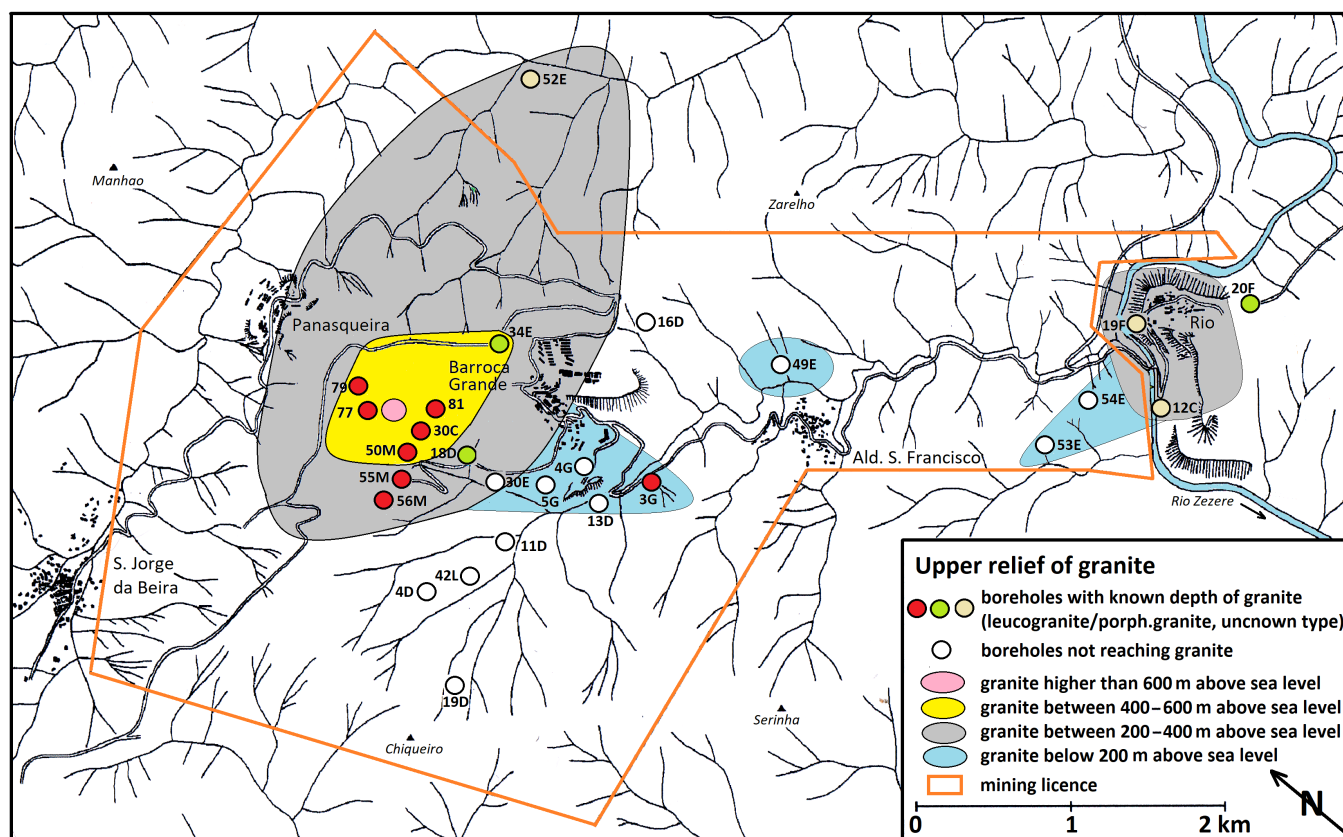 52E
Manhao
Zarelho
20F
Panasqueira
16D
19F
Rio
34E
Barroca
Grande
49E
79
77
81
54E
12C
30C
50M
18D
53E
4G
Ald. S. Francisco
55M
30E
5G
3G
56M
13D
Rio Zezere
11D
S. Jorge
da Beira
42L
4D
19D
Serinha
Chiqueiro
Upper relief of granite
boreholes with known depth of granite
(leucogranite/porph.granite, uncnown type)
boreholes not reaching granite
granite higher than 600 m above sea level
granite between 400–600 m above sea level
granite between 200–400 m above sea level
granite below 200 m above sea level
mining licence
N
0 1 2 km